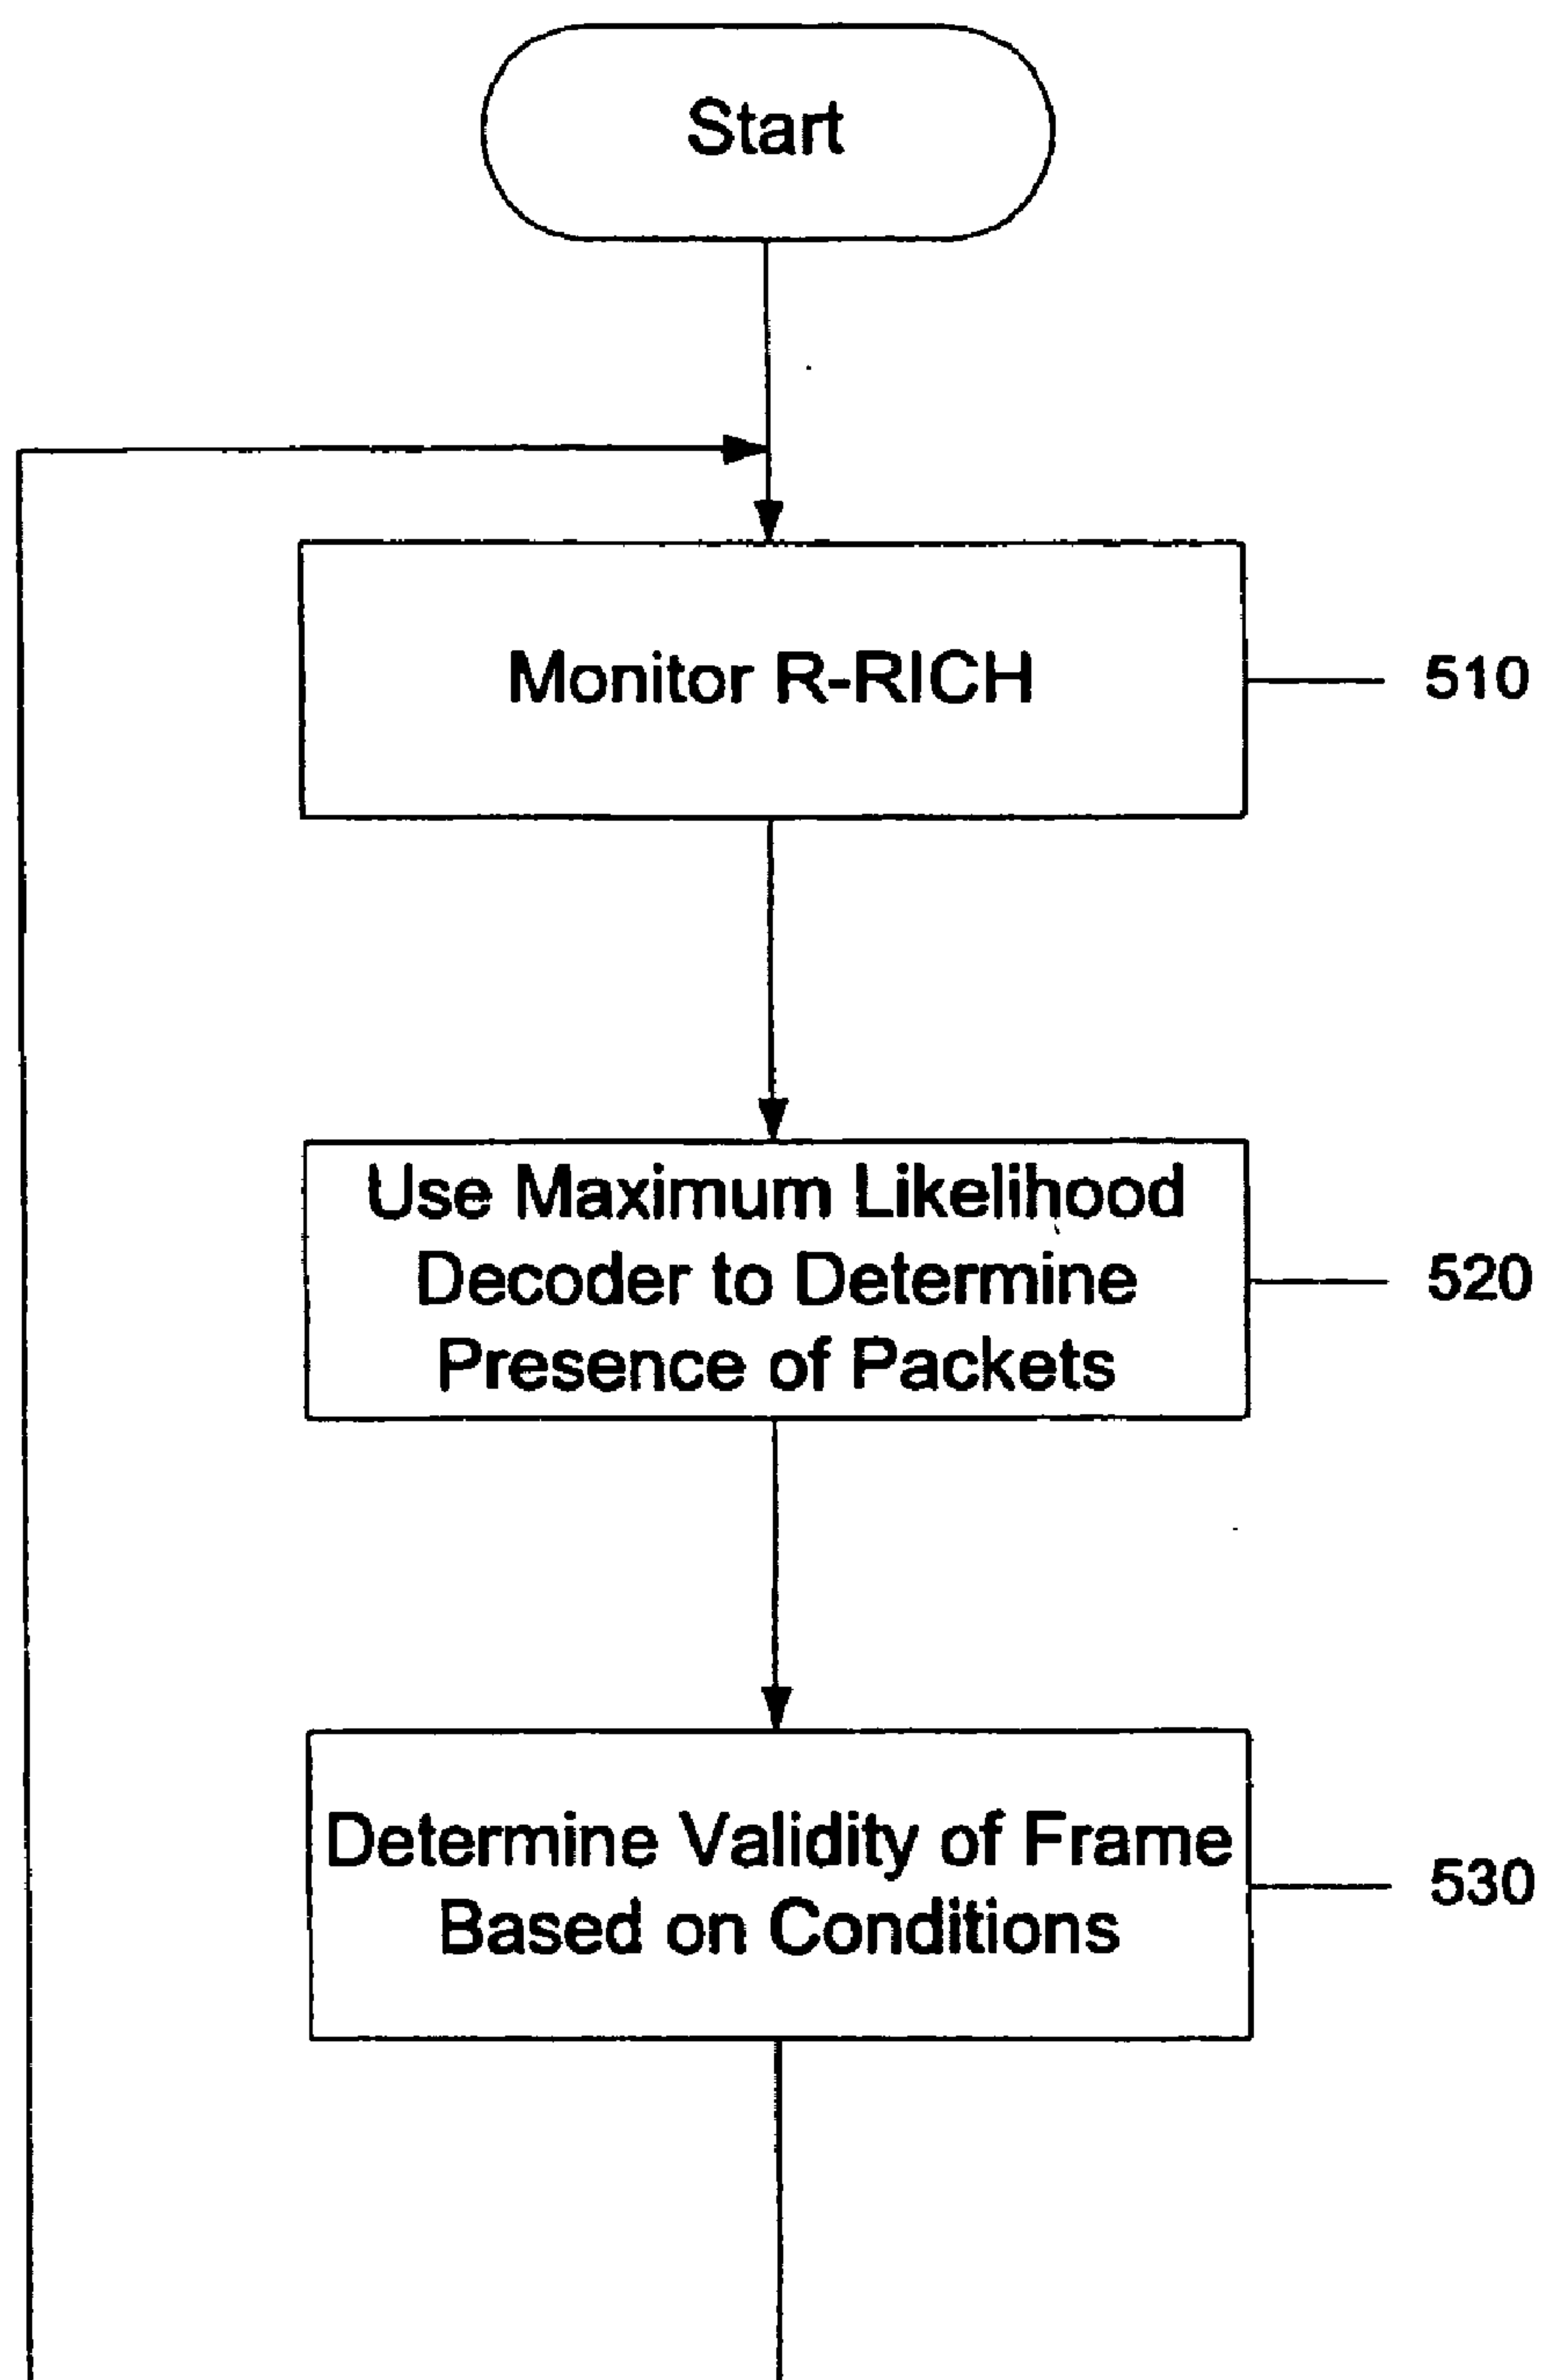 Start
Monitor R-RICH
510
Use Maximum Likelihood
Decoder to Determine
Presence of Packets
520
Determine Validity of Frame
Based on Conditions
530